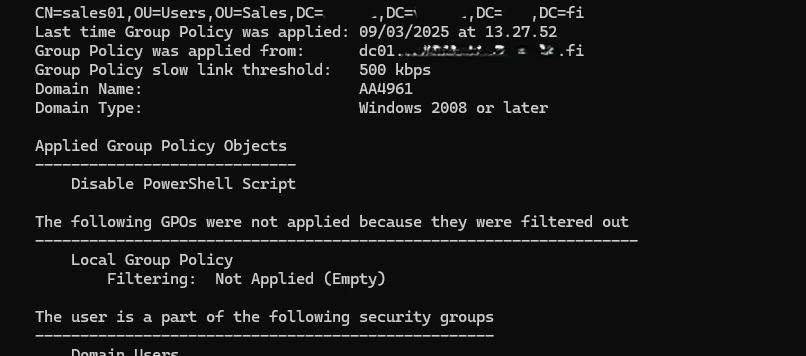 CN=sales01,OU=Users,OU=Sales,DC= ,DC= ,DC= ,DC=fi
Last time Group Policy was applied: 09/03/2025 at 13.27.52
Group Policy was applied from: dc01. .fi
Group Policy slow link threshold: 500 kbps
Domain Name: AA4961
Domain Type: Windows 2008 or later
Applied Group Policy Objects
-----------------------------
Disable PowerShell Script
The following GPOs were not applied because they were filtered out
-------------------------------------------------------------------
Local Group Policy
Filtering: Not Applied (Empty)
The user is a part of the following security groups
---------------------------------------------------
Domain Users